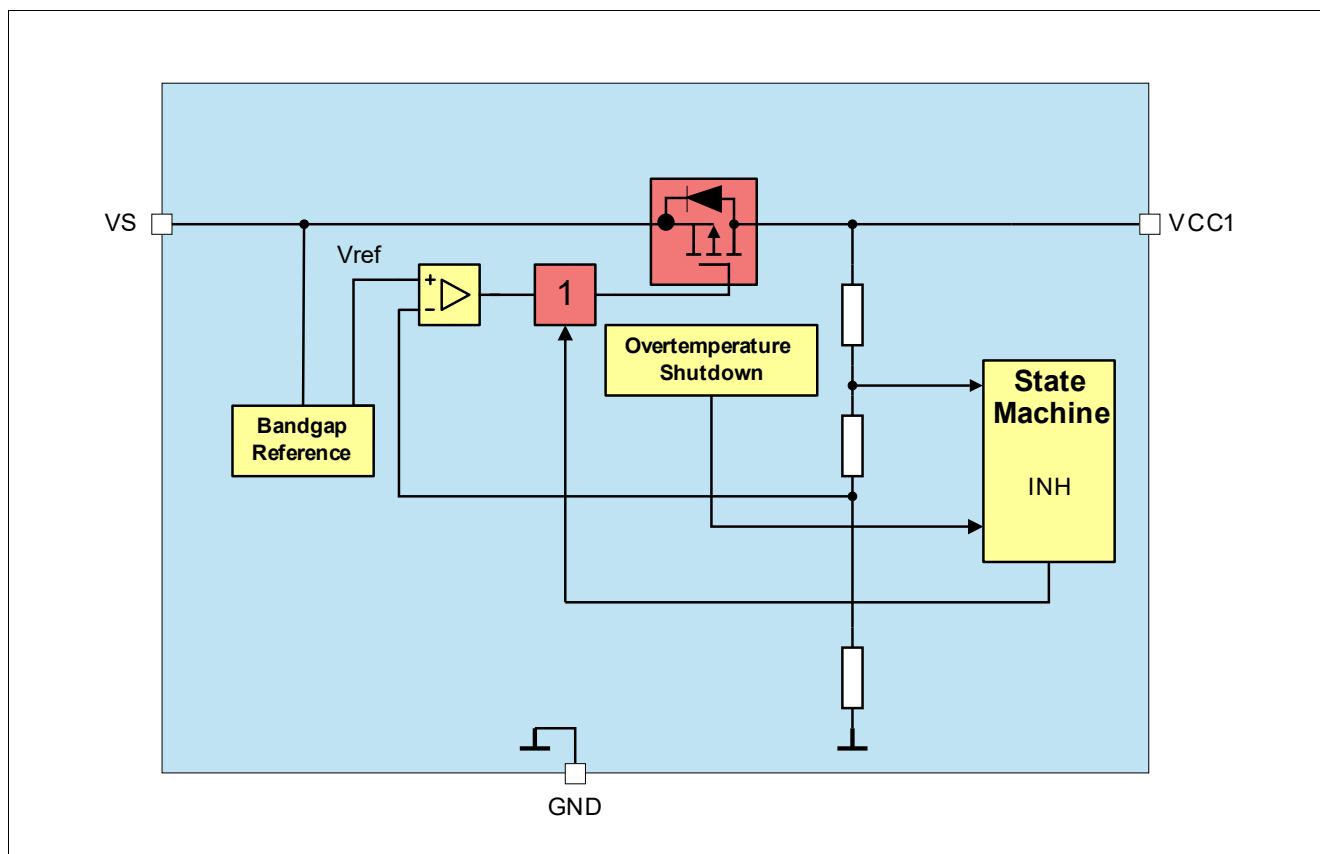 VS
VCC1
Vref
+
-
1
Overtemperature
Shutdown
State
Machine
INH
Bandgap
Reference
GND